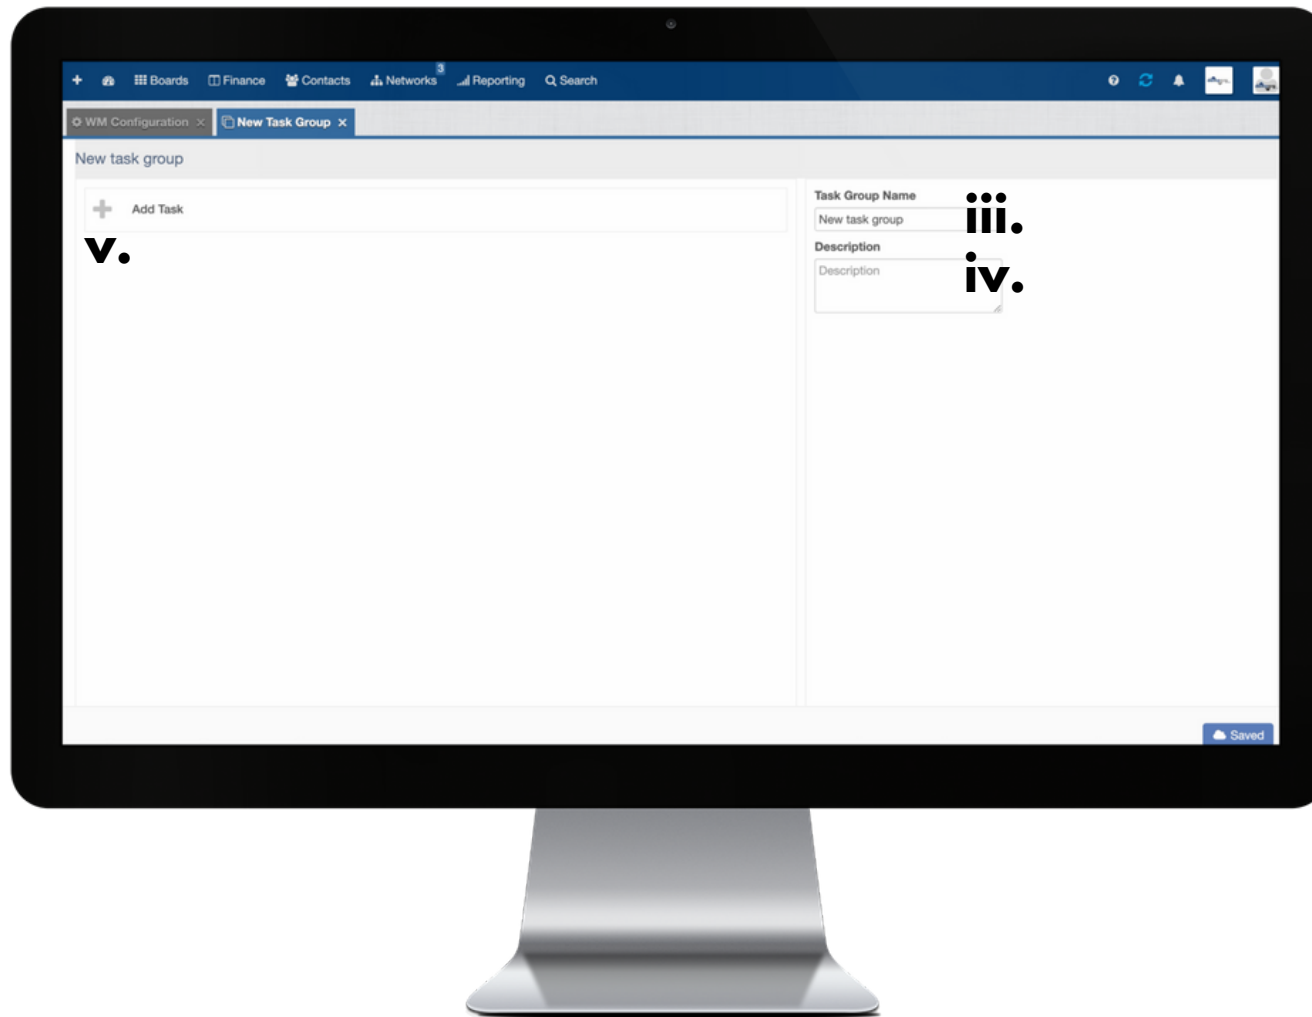 + Boards Finance Contacts Networks 3 Reporting Search
WM Configuration × New Task Group ×
New task group
Add Task
v.
Task Group Name
New task group
iii.
Description
Description
iv.
Saved